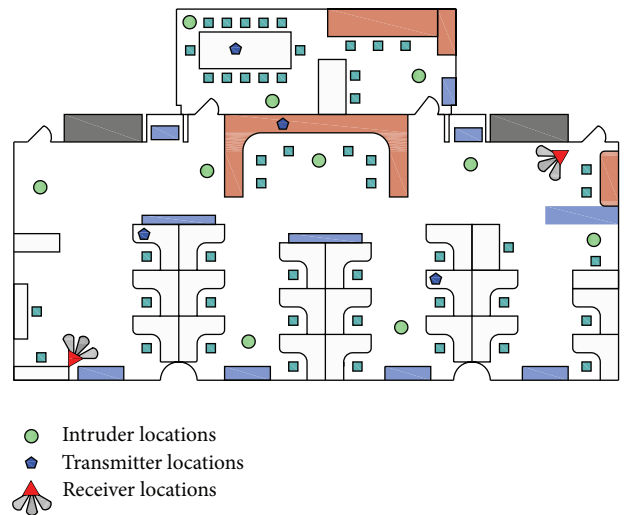 Intruder locations
Transmitter locations
Receiver locations